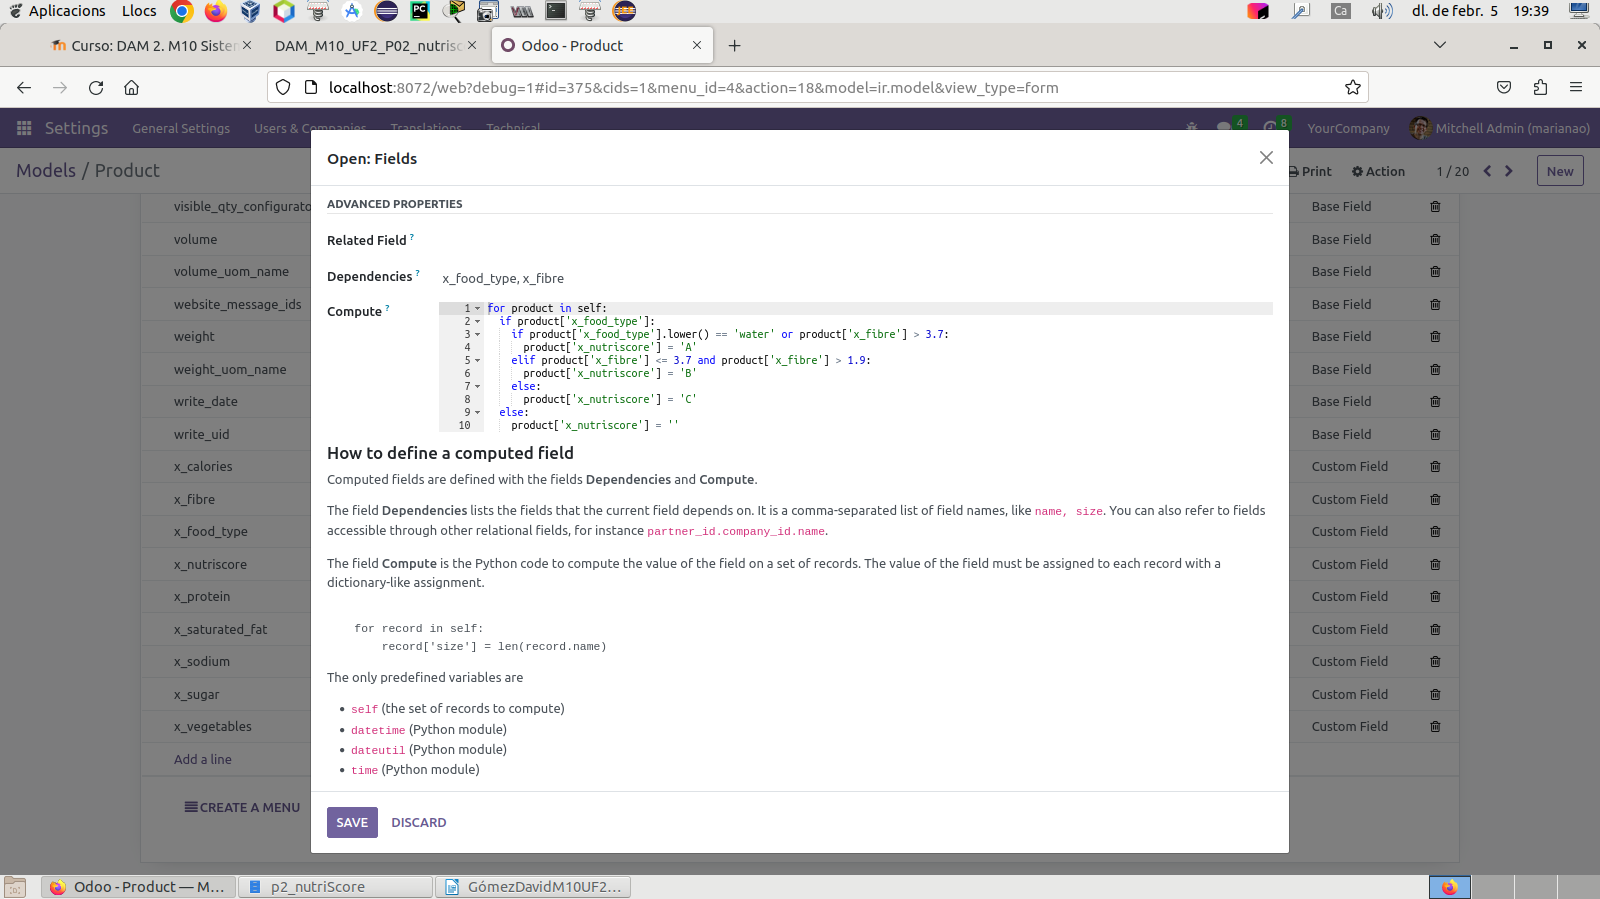 Aplicacions Llocs
Ca
dl. de febr. 5 19:39
Curso: DAM 2. M10 Sister
DAM_M10_UF2_P02_nutrisc
Odoo - Product
localhost:8072/web?debug=1#id=375&cids=1&menu_id=4&action=18&model=ir.model&view_type=form
Settings General Settings Users & Companies Translations Technical
4 8 YourCompany Mitchell Admin (marianao)
Models / Product
Print Action 1 / 20 New
Open: Fields
visible_qty_configurato
volume
volume_uom_name
website_message_ids
weight
weight_uom_name
write_date
write_uid
x_calories
x_fibre
x_food_type
x_nutriscore
x_protein
x_saturated_fat
x_sodium
x_sugar
x_vegetables
Add a line
CREATE A MENU
ADVANCED PROPERTIES
Related Field ?
Dependencies ? x_food_type, x_fibre
Compute ?
1 for product in self:
2 if product['x_food_type']:
3 if product['x_food_type'].lower() == 'water' or product['x_fibre'] > 3.7:
4 product['x_nutriscore'] = 'A'
5 elif product['x_fibre'] <= 3.7 and product['x_fibre'] > 1.9:
6 product['x_nutriscore'] = 'B'
7 else:
8 product['x_nutriscore'] = 'C'
9 else:
10 product['x_nutriscore'] = ''
How to define a computed field
Computed fields are defined with the fields Dependencies and Compute.
The field Dependencies lists the fields that the current field depends on. It is a comma-separated list of field names, like name, size. You can also refer to fields
accessible through other relational fields, for instance partner_id.company_id.name.
The field Compute is the Python code to compute the value of the field on a set of records. The value of the field must be assigned to each record with a
dictionary-like assignment.
for record in self:
record['size'] = len(record.name)
The only predefined variables are
• self (the set of records to compute)
• datetime (Python module)
• dateutil (Python module)
• time (Python module)
SAVE DISCARD
Base Field
Base Field
Base Field
Base Field
Base Field
Base Field
Base Field
Base Field
Custom Field
Custom Field
Custom Field
Custom Field
Custom Field
Custom Field
Custom Field
Custom Field
Custom Field
Odoo - Product — M...
p2_nutriScore
GómezDavidM10UF2...